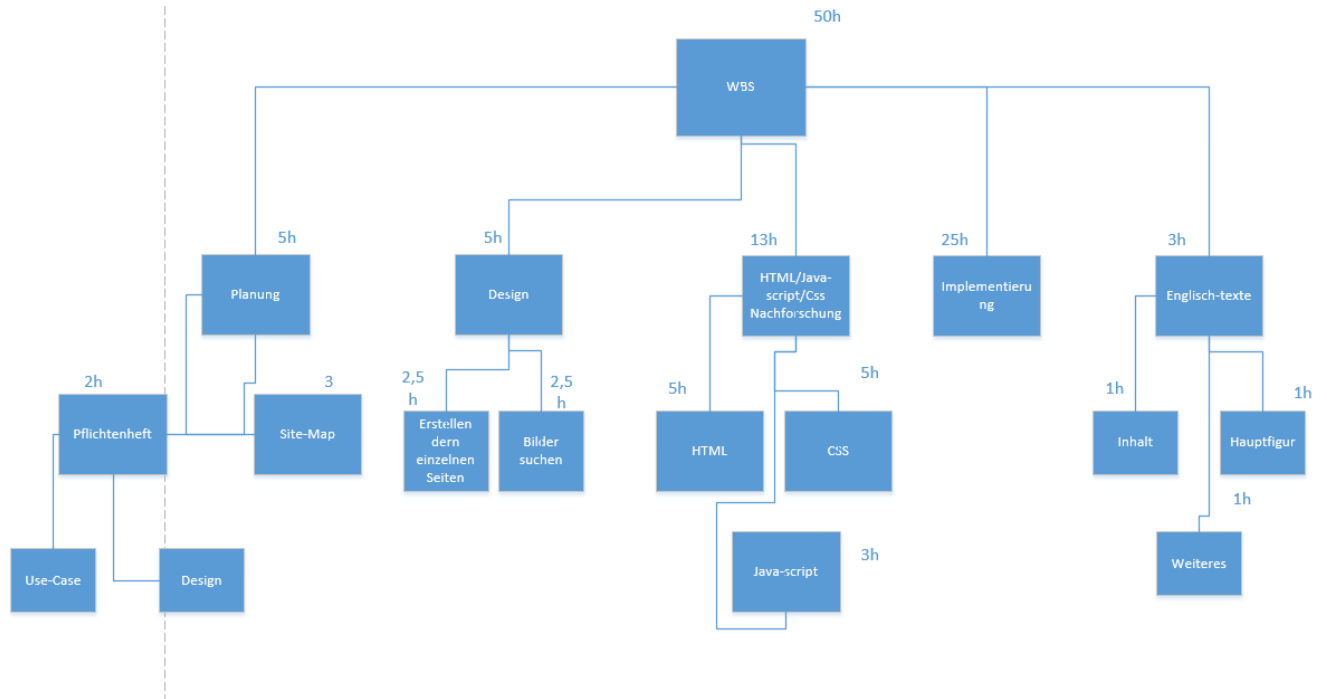 50h
WBS
5h
Planung
5h
Design
13h
HTML/Java-
script/Css
Nachforschung
25h
Implementieru
ng
3h
Englisch-texte
2h
Pflichtenheft
3
Site-Map
2,5
h
Erstellen
dern
einzelnen
Seiten
2,5
h
Bilder
suchen
5h
HTML
5h
CSS
1h
Inhalt
1h
Hauptfigur
Use-Case
Design
Java-script
3h
1h
Weiteres